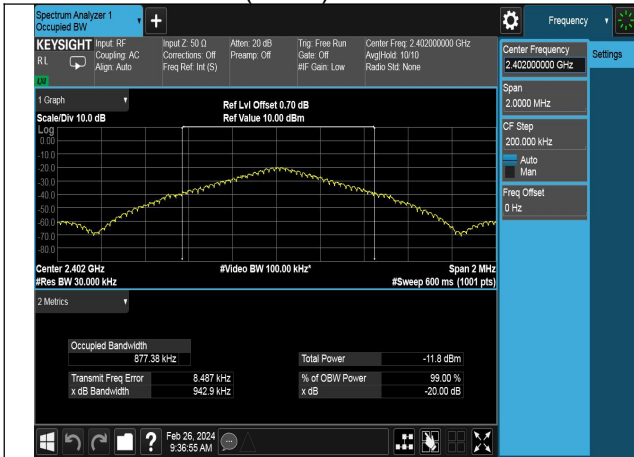 Spectrum Analyzer 1
Occupied BW
+
Frequency
KEYSIGHT
RL
LXI
Input: RF
Coupling: AC
Align: Auto
Input Z: 50 Ω
Corrections: Off
Freq Ref: Int (S)
Atten: 20 dB
Preamp: Off
Trig: Free Run
Gate: Off
#IF Gain: Low
Center Freq: 2.402000000 GHz
Avg|Hold: 10/10
Radio Std: None
Center Frequency
2.402000000 GHz
Settings
Span
2.0000 MHz
CF Step
200.000 kHz
Auto
Man
Freq Offset
0 Hz
1 Graph
Scale/Div 10.0 dB
Ref Lvl Offset 0.70 dB
Ref Value 10.00 dBm
Log
0.00
-10.0
-20.0
-30.0
-40.0
-50.0
-60.0
-70.0
-80.0
Center 2.402 GHz
#Res BW 30.000 kHz
#Video BW 100.00 kHz*
Span 2 MHz
#Sweep 600 ms (1001 pts)
2 Metrics
Occupied Bandwidth
877.38 kHz
Total Power -11.8 dBm
Transmit Freq Error 8.487 kHz
% of OBW Power 99.00 %
x dB Bandwidth 942.9 kHz
x dB -20.00 dB
?
Feb 26, 2024
9:36:55 AM